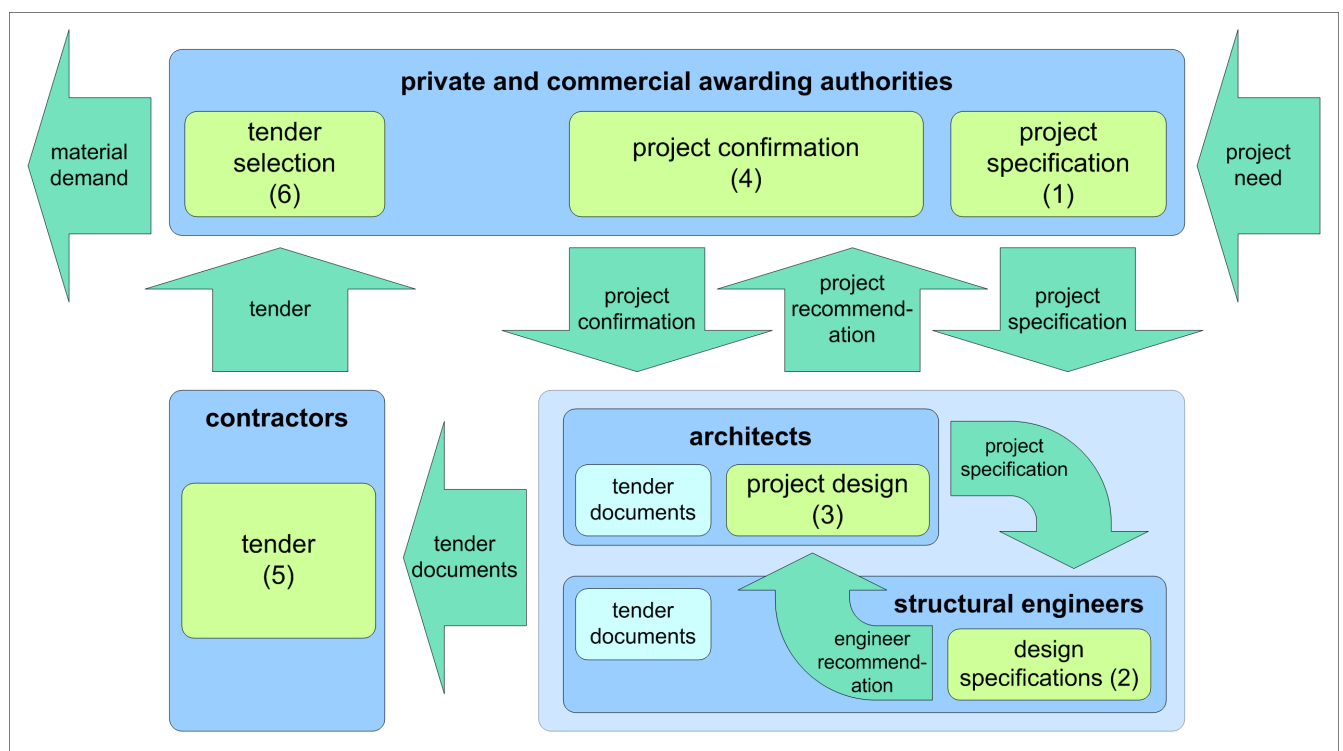 private and commercial awarding authorities
material
demand
tender
selection
(6)
project confirmation
(4)
project
specification
(1)
project
need
tender
project
confirmation
project
recommend-
ation
project
specification
contractors
tender
(5)
tender
documents
architects
tender
documents
project design
(3)
project
specification
structural engineers
tender
documents
engineer
recommend-
ation
design
specifications (2)